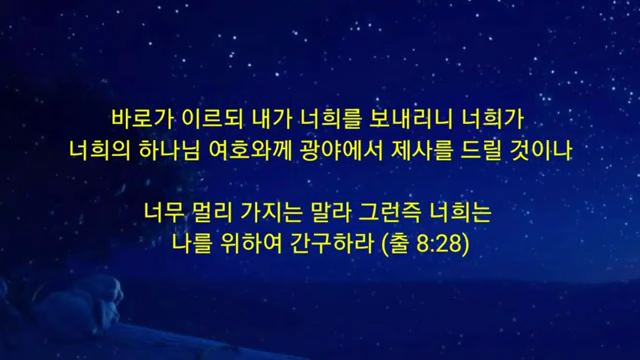 바로가 이르되 내가 너희를 보내리니 너희가
너희의 하나님 여호와께 광야에서 제사를 드릴 것이나
너무 멀리 가지는 말라 그런즉 너희는
나를 위하여 간구하라 (출 8:28)